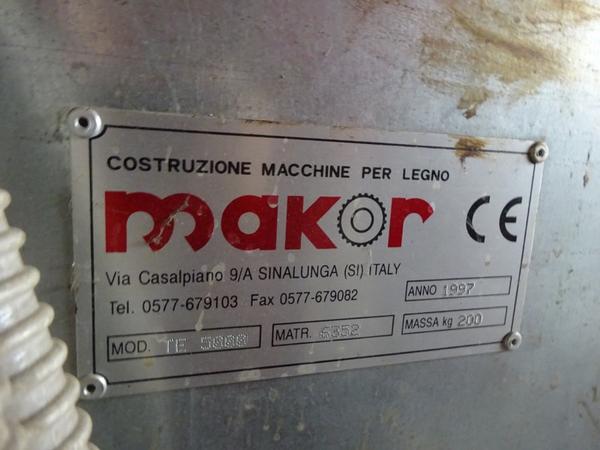 COSTRUZIONE MACCHINE PER LEGNO
makor CE
Via Casalpiano 9/A SINALUNGA (SI) ITALY
Tel. 0577-679103 Fax 0577-679082
ANNO 1997
MOD. TE
MATR. 6352
MASSA kg 200